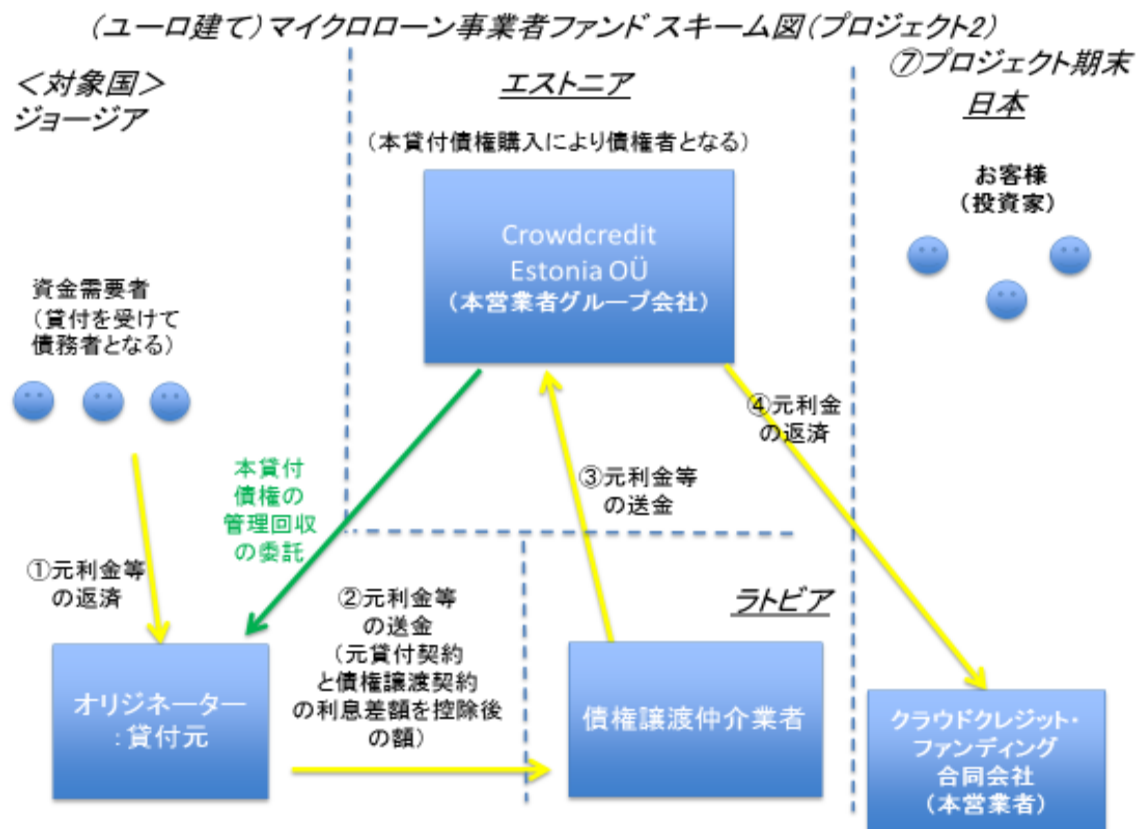 (ユーロ建て)マイクロローン事業者ファンド スキーム図(プロジェクト2)
<対象国>
ジョージア
エストニア
⑦プロジェクト期末
日本
(本貸付債権購入により債権者となる)
Crowdcredit
Estonia OÜ
(本営業者グループ会社)
お客様
(投資家)
資金需要者
(貸付を受けて
債務者となる)
本貸付
債権の
管理回収
の委託
③元利金等
の送金
④元利金
の返済
①元利金等
の返済
②元利金等
の送金
(元貸付契約
と債権譲渡契約
の利息差額を控除後
の額)
ラトビア
オリジネーター
:貸付元
債権譲渡仲介業者
クラウドクレジット・
ファンディング
合同会社
(本営業者)